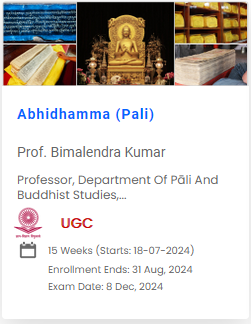 Abhidhamma (Pali)
Prof. Bimalendra Kumar
Professor, Department Of Pāli And
Buddhist Studies,...
UGC
15 Weeks (Starts: 18-07-2024)
Enrollment Ends: 31 Aug, 2024
Exam Date: 8 Dec, 2024